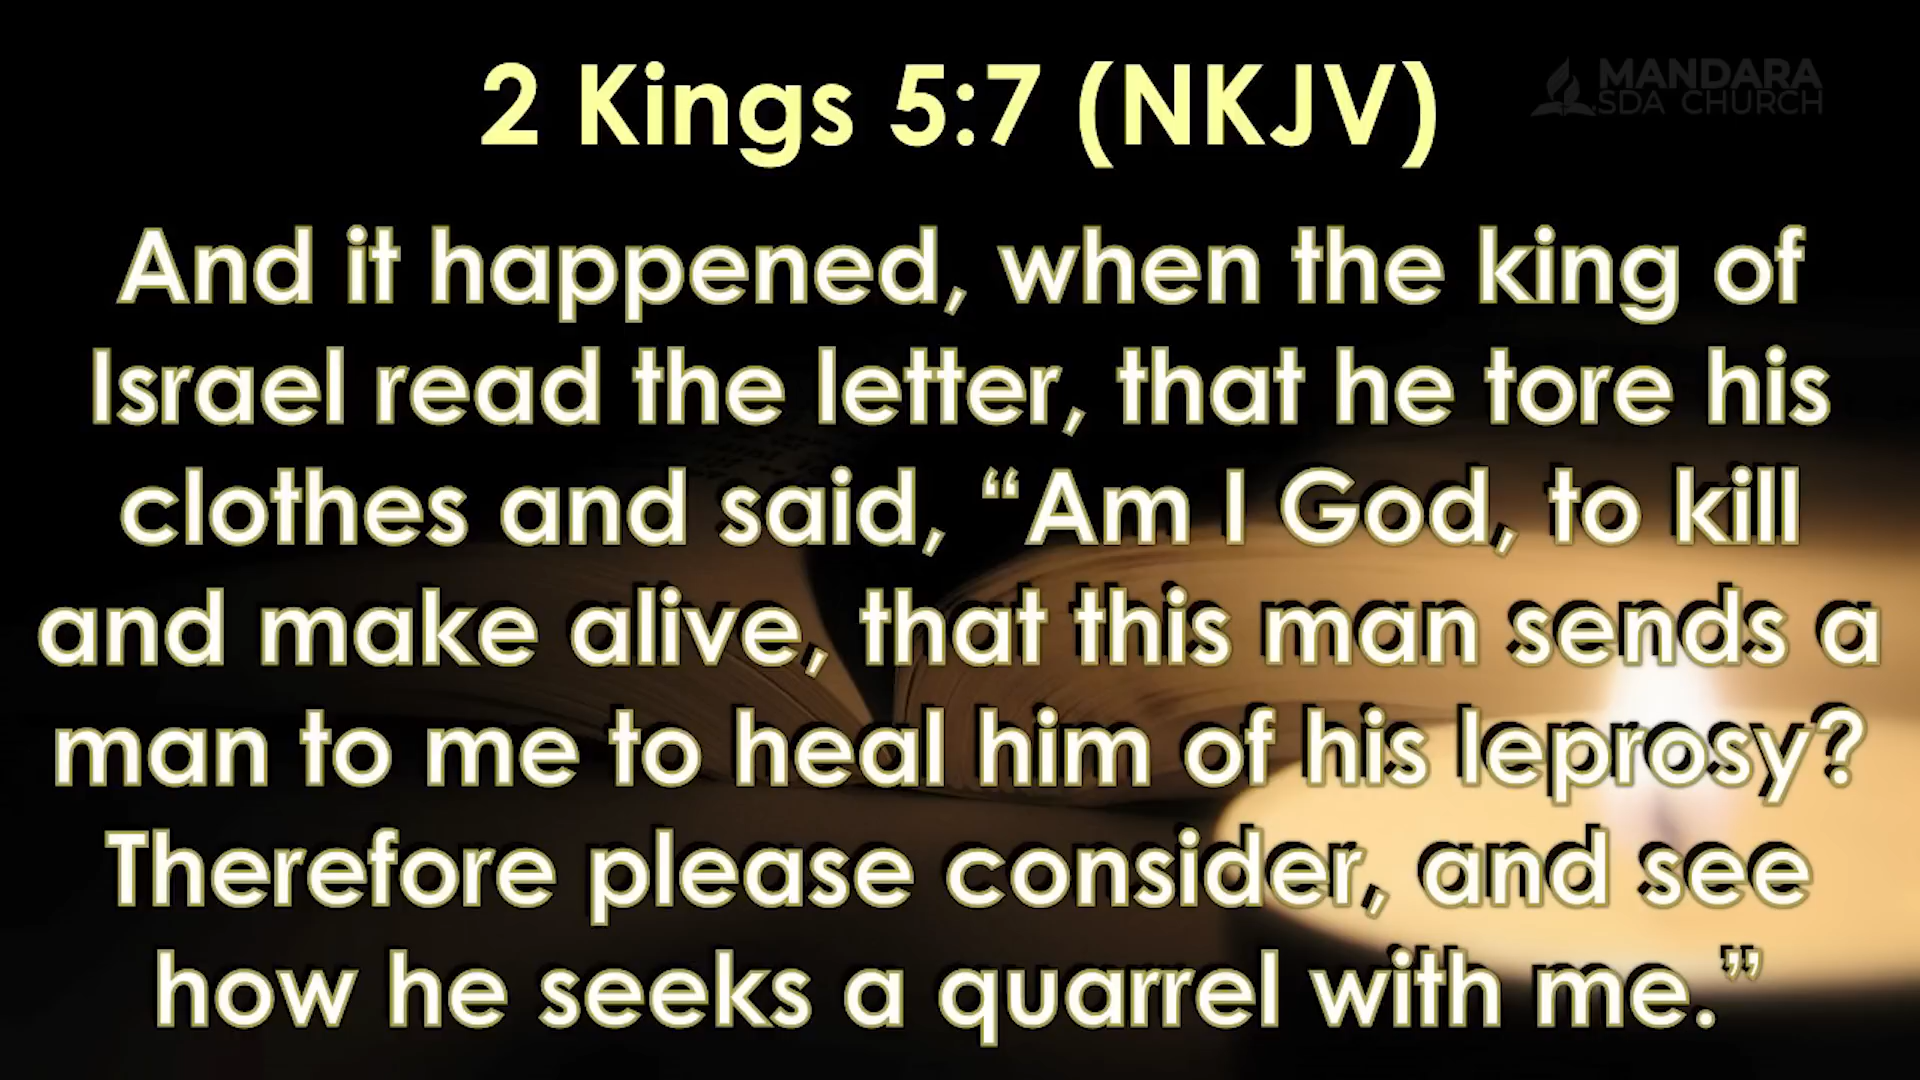 2 Kings 5:7 (NKJV)
MANDARA
SDA CHURCH
And it happened, when the king of
Israel read the letter, that he tore his
clothes and said, “Am I God, to kill
and make alive, that this man sends a
man to me to heal him of his leprosy?
Therefore please consider, and see
how he seeks a quarrel with me.”